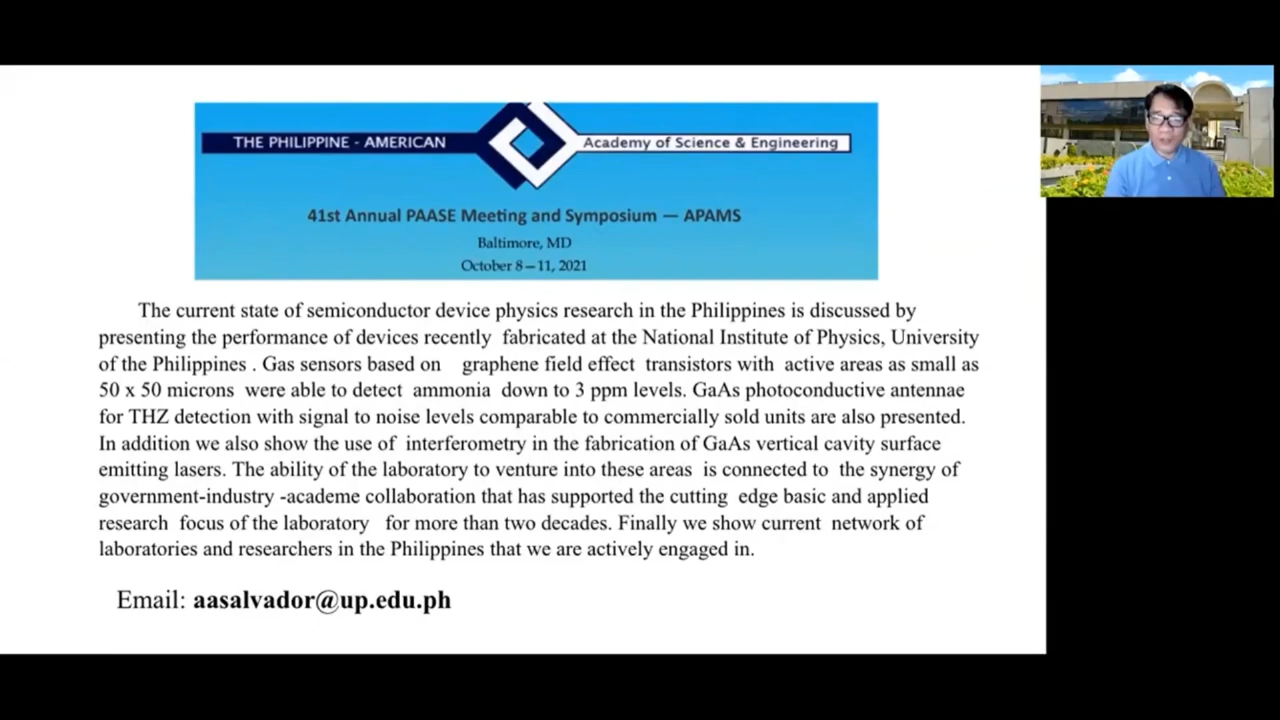 THE PHILIPPINE - AMERICAN Academy of Science & Engineering
41st Annual PAASE Meeting and Symposium — APAMS
Baltimore, MD
October 8–11, 2021
The current state of semiconductor device physics research in the Philippines is discussed by
presenting the performance of devices recently fabricated at the National Institute of Physics, University
of the Philippines . Gas sensors based on graphene field effect transistors with active areas as small as
50 x 50 microns were able to detect ammonia down to 3 ppm levels. GaAs photoconductive antennae
for THZ detection with signal to noise levels comparable to commercially sold units are also presented.
In addition we also show the use of interferometry in the fabrication of GaAs vertical cavity surface
emitting lasers. The ability of the laboratory to venture into these areas is connected to the synergy of
government-industry -academe collaboration that has supported the cutting edge basic and applied
research focus of the laboratory for more than two decades. Finally we show current network of
laboratories and researchers in the Philippines that we are actively engaged in.
Email: aasalvador@up.edu.ph